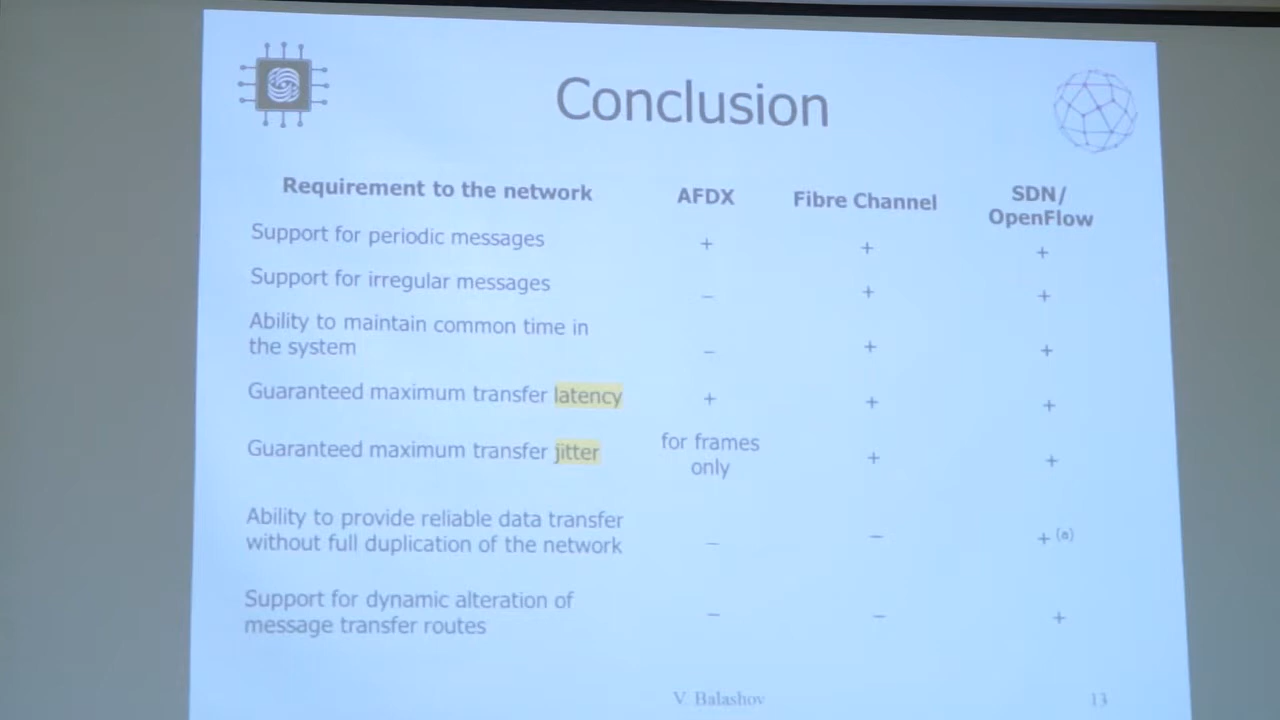 Conclusion
Requirement to the network AFDX Fibre Channel SDN/
OpenFlow
Support for periodic messages + + +
Support for irregular messages – + +
Ability to maintain common time in
the system – + +
Guaranteed maximum transfer latency + + +
Guaranteed maximum transfer jitter for frames
only + +
Ability to provide reliable data transfer
without full duplication of the network – – + (a)
Support for dynamic alteration of
message transfer routes – – +
V. Balashov 13